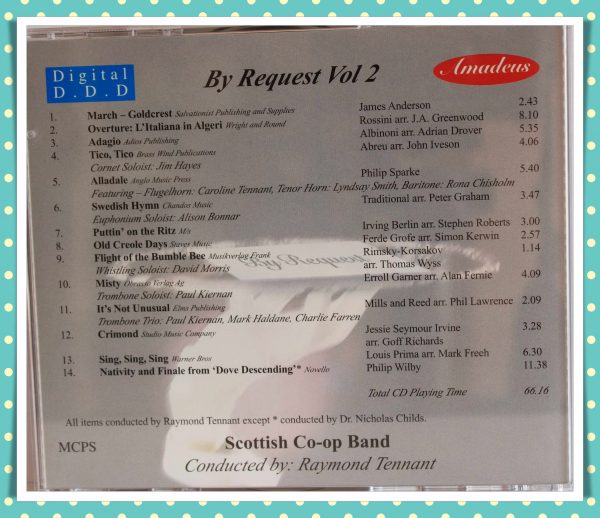 Digital
D.D.D
By Request Vol 2
Amadeus
1. March – Goldcrest Salvationist Publishing and Supplies James Anderson 2.43
2. Overture: L'Italiana in Algeri Wright and Round Rossini arr. J.A. Greenwood 8.10
3. Adagio Adios Publishing Albinoni arr. Adrian Drover 5.35
4. Tico, Tico Brass Wind Publications Abreu arr. John Iveson 4.06
Cornet Soloist: Jim Hayes
5. Alladale Anglo Music Press Philip Sparke 5.40
Featuring – Flugelhorn: Caroline Tennant, Tenor Horn: Lyndsay Smith, Baritone: Rona Chisholm
6. Swedish Hymn Chandos Music Traditional arr. Peter Graham 3.47
Euphonium Soloist: Alison Bonnar
7. Puttin' on the Ritz M/s Irving Berlin arr. Stephen Roberts 3.00
8. Old Creole Days Staves Music Ferde Grofe arr. Simon Kerwin 2.57
9. Flight of the Bumble Bee Musikverlag Frank Rimsky-Korsakov 1.14
arr. Thomas Wyss
Whistling Soloist: David Morris
10. Misty Obrasso Verlag Ag Erroll Garner arr. Alan Fernie 4.09
Trombone Soloist: Paul Kiernan
11. It's Not Unusual Elms Publishing Mills and Reed arr. Phil Lawrence 2.09
Trombone Trio: Paul Kiernan, Mark Haldane, Charlie Farren
12. Crimond Studio Music Company Jessie Seymour Irvine 3.28
arr. Goff Richards
13. Sing, Sing, Sing Warner Bros Louis Prima arr. Mark Freeh 6.30
14. Nativity and Finale from 'Dove Descending'* Novello Philip Wilby 11.38
Total CD Playing Time 66.16
By Request
All items conducted by Raymond Tennant except * conducted by Dr. Nicholas Childs.
MCPS
Scottish Co-op Band
Conducted by: Raymond Tennant